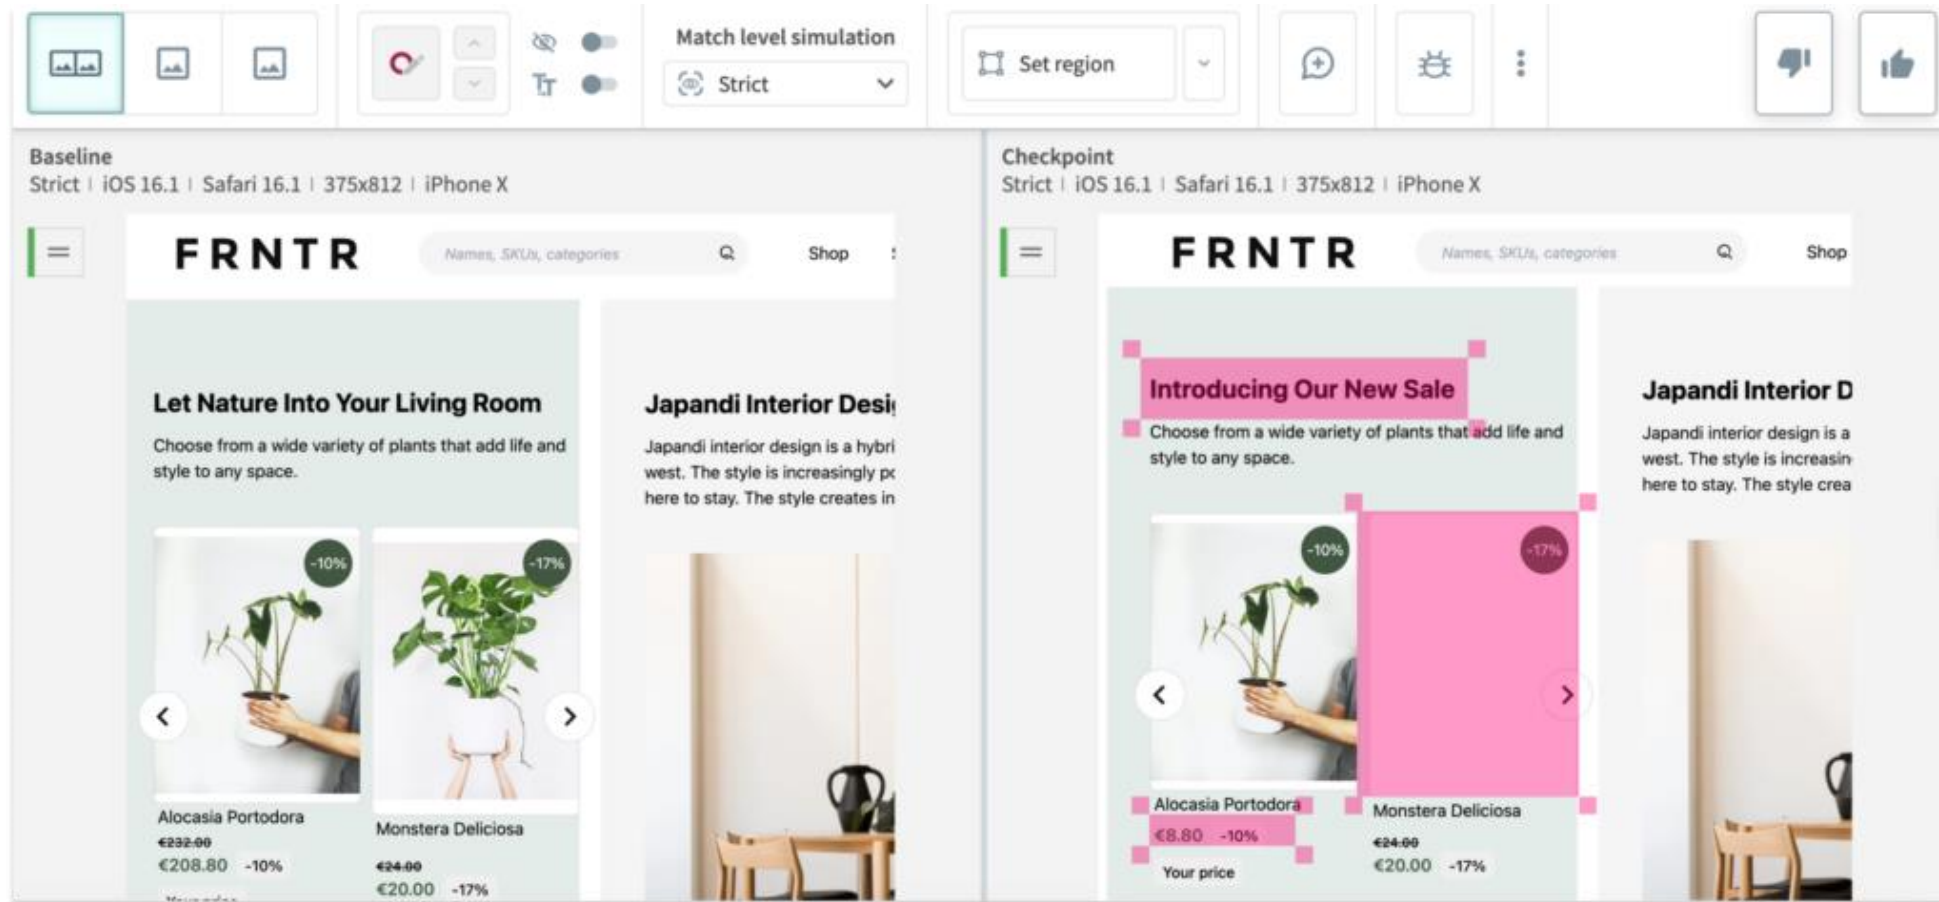 Match level simulation
Strict
Set region
Baseline
Strict | iOS 16.1 | Safari 16.1 | 375x812 | iPhone X
FRNTR
Names, SKUs, categories
Shop
Let Nature Into Your Living Room
Choose from a wide variety of plants that add life and
style to any space.
Japandi Interior Desi
Japandi interior design is a hybri
west. The style is increasingly po
here to stay. The style creates in
-10%
-17%
Alocasia Portodora
€232.00
€208.80 -10%
Your price
Monstera Deliciosa
€24.00
€20.00 -17%
Checkpoint
Strict | iOS 16.1 | Safari 16.1 | 375x812 | iPhone X
FRNTR
Names, SKUs, categories
Shop
Introducing Our New Sale
Choose from a wide variety of plants that add life and
style to any space.
Japandi Interior D
Japandi interior design is a
west. The style is increasin
here to stay. The style crea
-10%
-17%
Alocasia Portodora
€8.80 -10%
Your price
Monstera Deliciosa
€24.00
€20.00 -17%